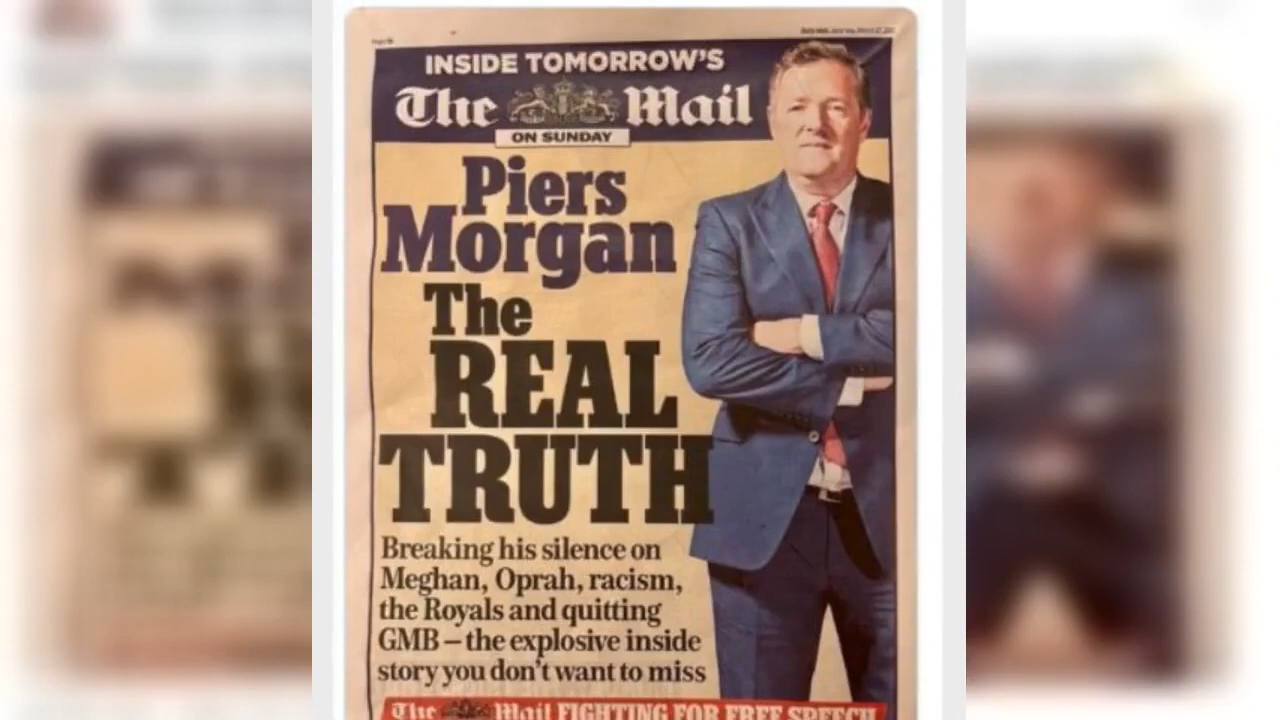 INSIDE TOMORROW'S
The Mail
ON SUNDAY
Piers
Morgan
The
REAL
TRUTH
Breaking his silence on
Meghan, Oprah, racism,
the Royals and quitting
GMB – the explosive inside
story you don't want to miss
The Mail FIGHTING FOR FREE SPEECH